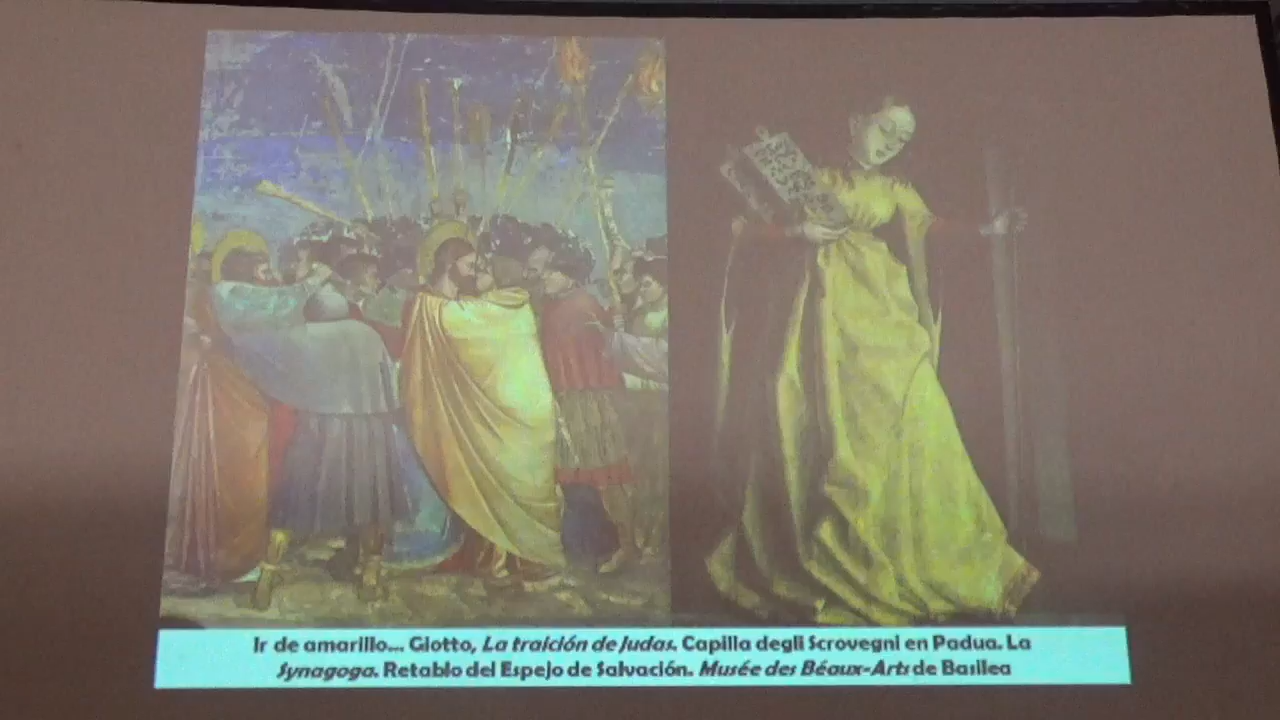 Ir de amarillo... Giotto, La traición de Judas. Capilla degli Scrovegni en Padua. La
Synagoga. Retablo del Espejo de Salvación. Musée des Béaux-Arts de Basilea